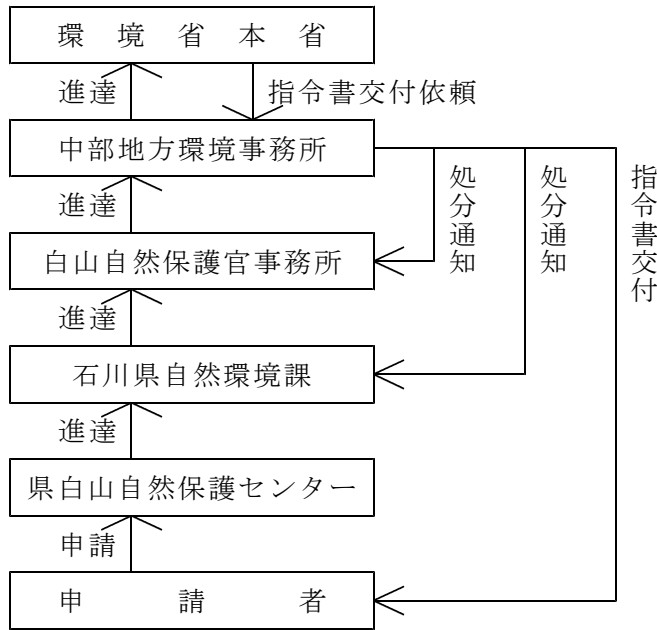 環境省本省
進達
指令書交付依頼
中部地方環境事務所
進達
処分通知
処分通知
指令書交付
白山自然保護官事務所
進達
石川県自然環境課
進達
県白山自然保護センター
申請
申請者